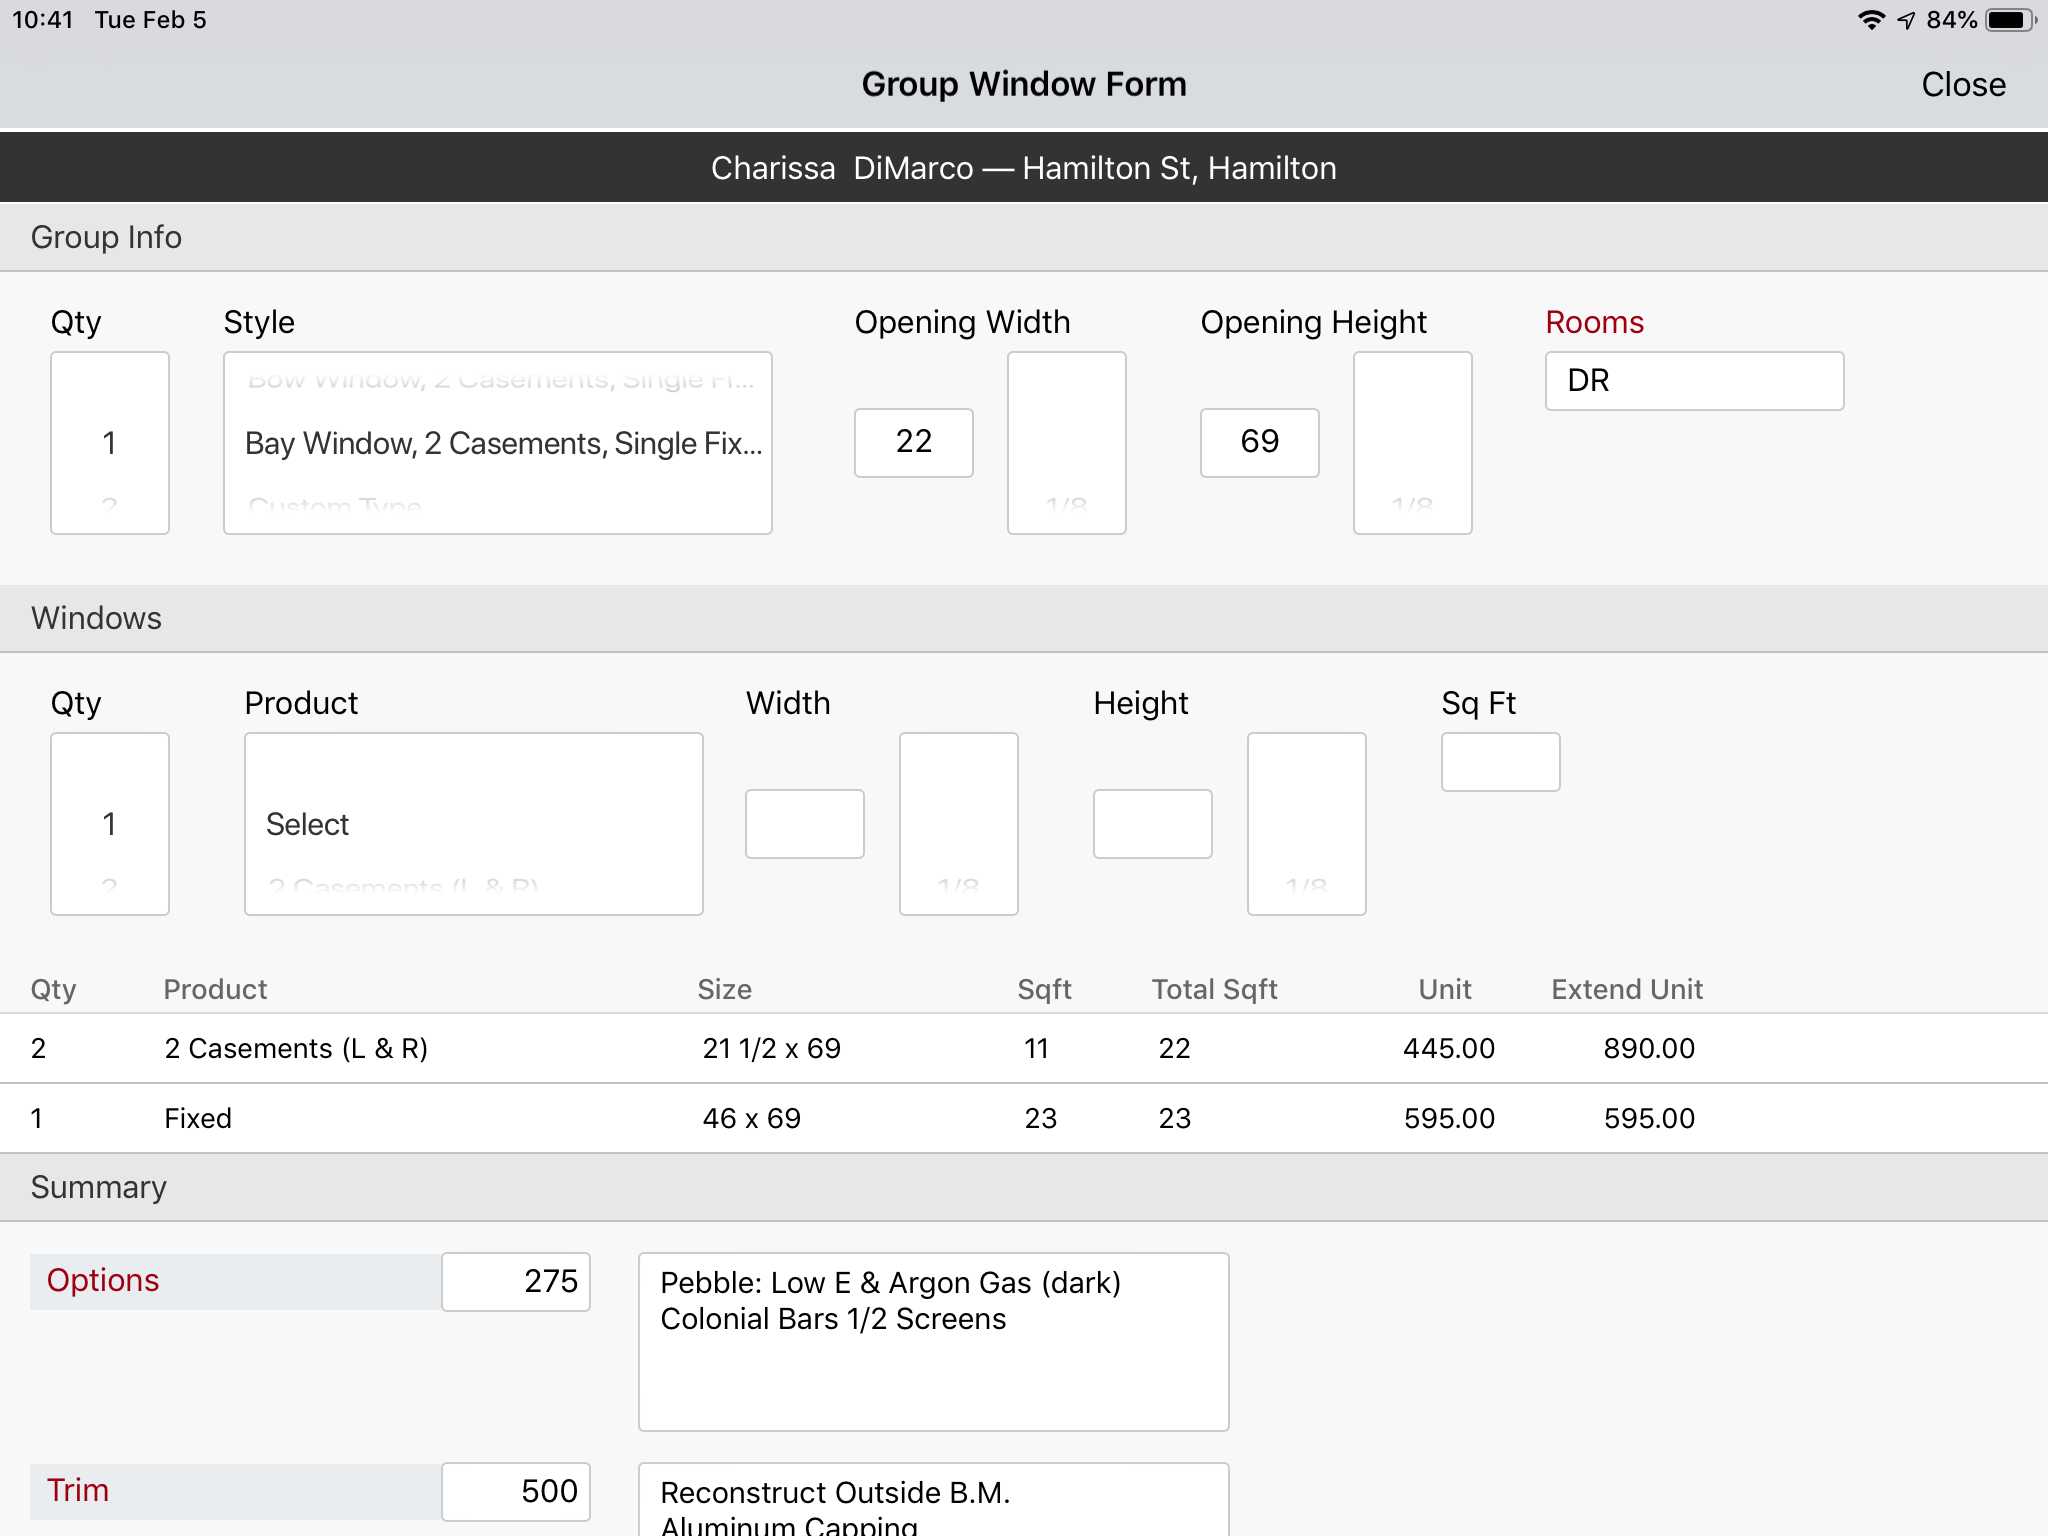 10:41 Tue Feb 5 84%
Group Window Form Close
Charissa DiMarco — Hamilton St, Hamilton
Group Info
Qty Style Opening Width Opening Height Rooms
Bow Window, 2 Casements, Single Fi...
DR
1 Bay Window, 2 Casements, Single Fix... 22 69
2 Custom Type 1/8 1/8
Windows
Qty Product Width Height Sq Ft
1 Select
2 2 Casements (L & R) 1/8 1/8
Qty Product Size Sqft Total Sqft Unit Extend Unit
2 2 Casements (L & R) 21 1/2 x 69 11 22 445.00 890.00
1 Fixed 46 x 69 23 23 595.00 595.00
Summary
Options 275 Pebble: Low E & Argon Gas (dark)
Colonial Bars 1/2 Screens
Trim 500 Reconstruct Outside B.M.
Aluminum Capping